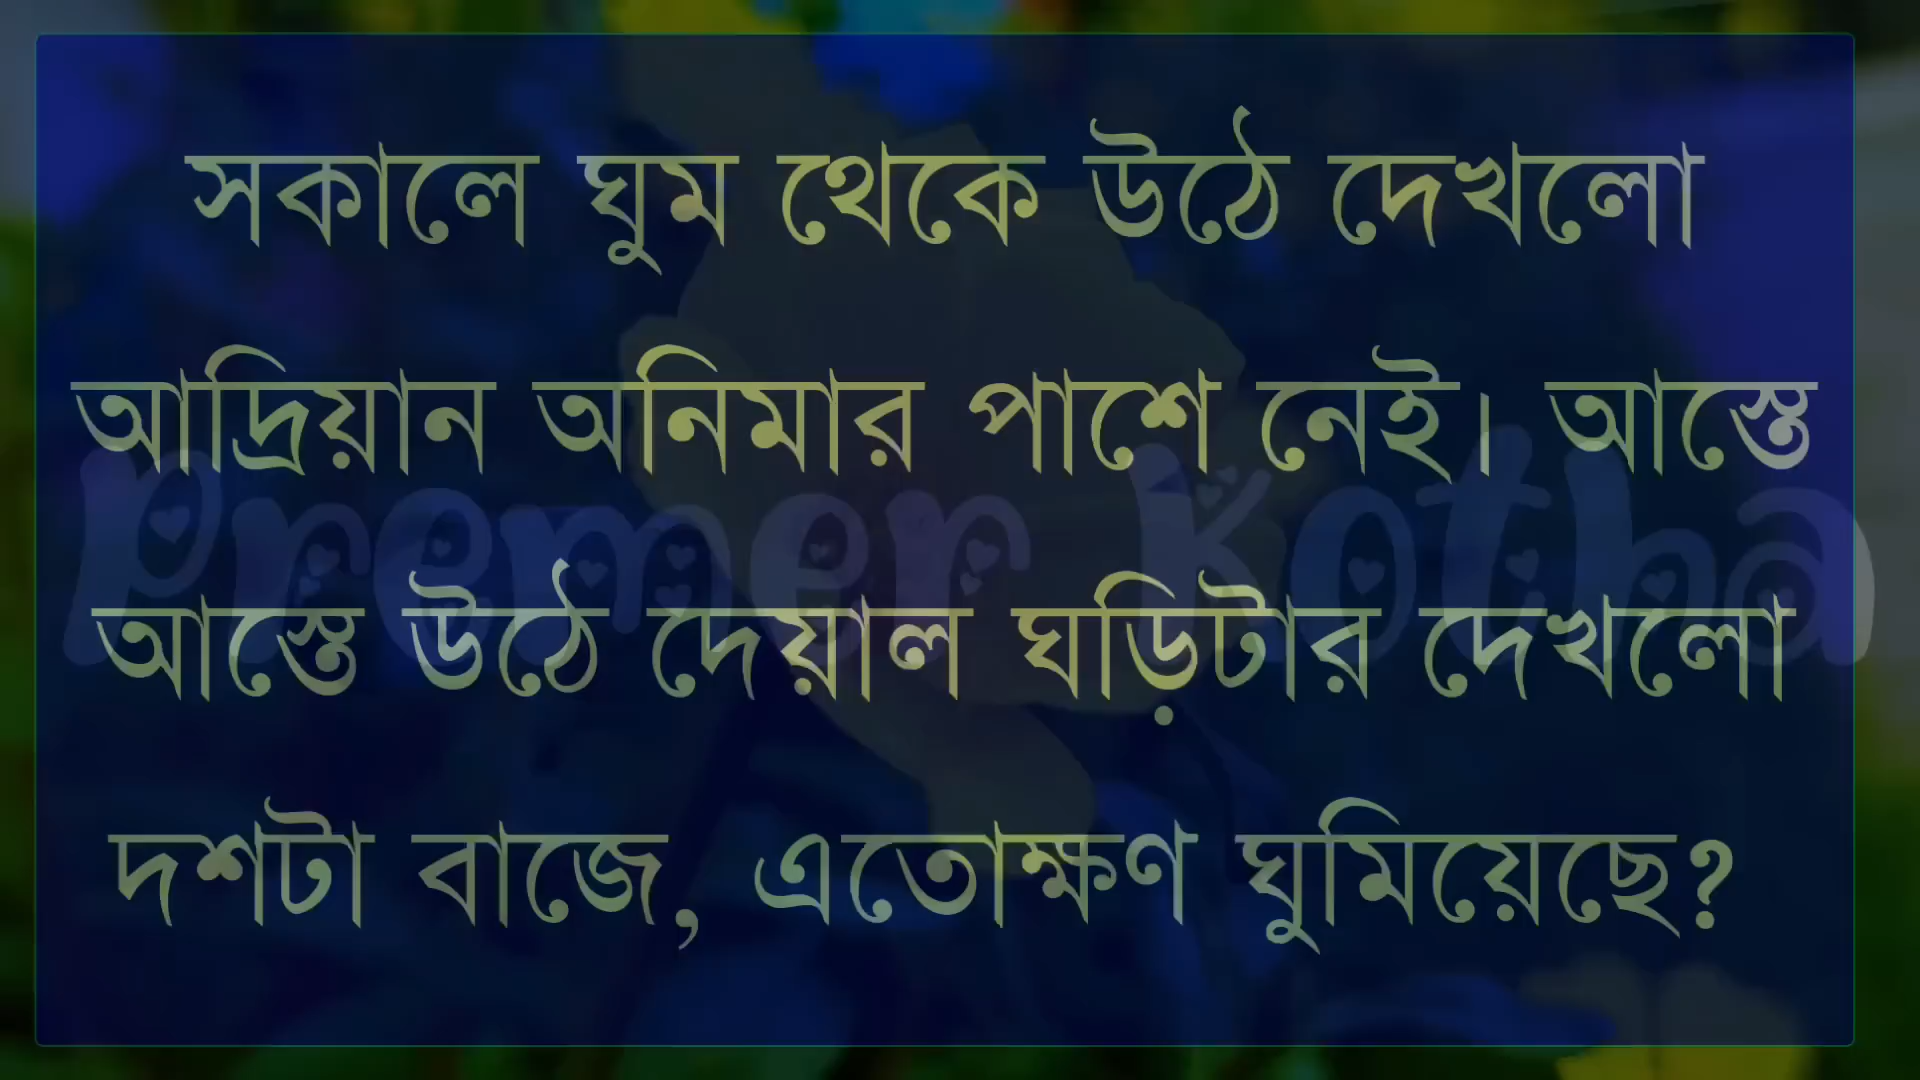 সকালে ঘুম থেকে উঠে দেখলো
আদ্রিয়ান অনিমার পাশে নেই। আস্তে
Premer Kotha
আস্তে উঠে দেয়াল ঘড়িটার দেখলো
দশটা বাজে, এতোক্ষণ ঘুমিয়েছে?